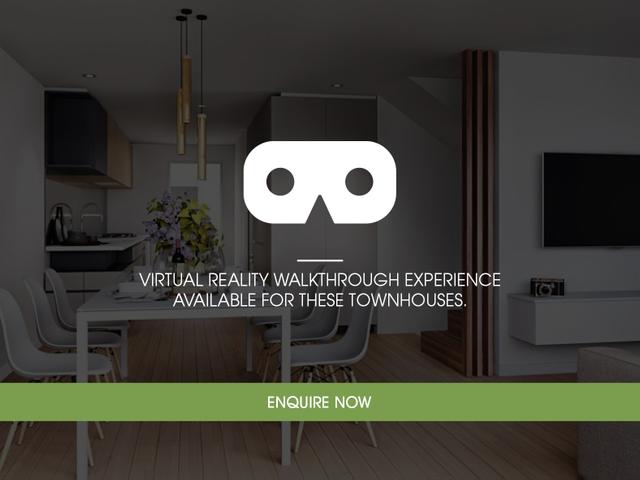 VIRTUAL REALITY WALKTHROUGH EXPERIENCE
AVAILABLE FOR THESE TOWNHOUSES.
ENQUIRE NOW